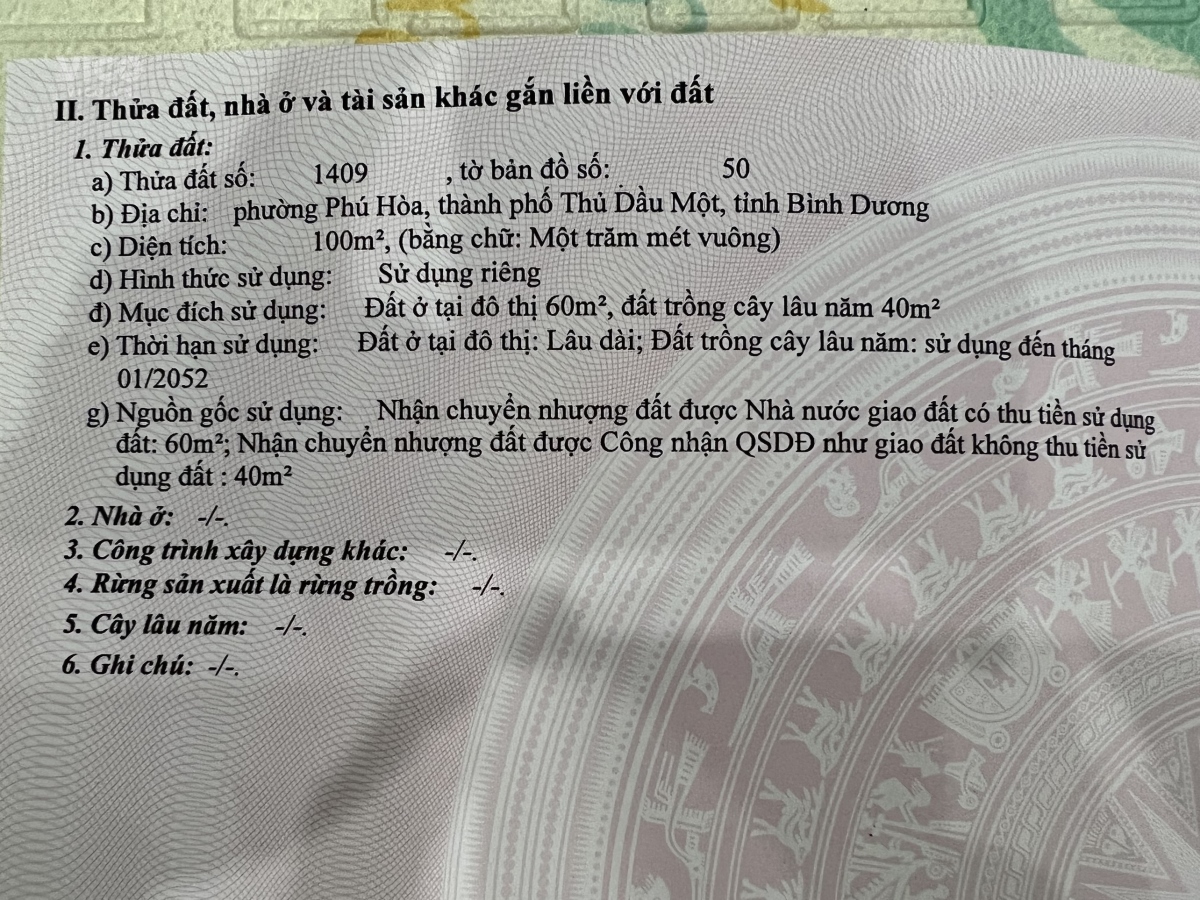 II. Thửa đất, nhà ở và tài sản khác gắn liền với đất
1. Thửa đất:
a) Thửa đất số: 1409 , tờ bản đồ số: 50
b) Địa chỉ: phường Phú Hòa, thành phố Thủ Dầu Một, tỉnh Bình Dương
c) Diện tích: 100m², (bằng chữ: Một trăm mét vuông)
d) Hình thức sử dụng: Sử dụng riêng
đ) Mục đích sử dụng: Đất ở tại đô thị 60m², đất trồng cây lâu năm 40m²
e) Thời hạn sử dụng: Đất ở tại đô thị: Lâu dài; Đất trồng cây lâu năm: sử dụng đến tháng
01/2052
g) Nguồn gốc sử dụng: Nhận chuyển nhượng đất được Nhà nước giao đất có thu tiền sử dụng
đất: 60m²; Nhận chuyển nhượng đất được Công nhận QSDĐ như giao đất không thu tiền sử
dụng đất : 40m²
2. Nhà ở: -/-.
3. Công trình xây dựng khác: -/-.
4. Rừng sản xuất là rừng trồng: -/-.
5. Cây lâu năm: -/-.
6. Ghi chú: -/-.